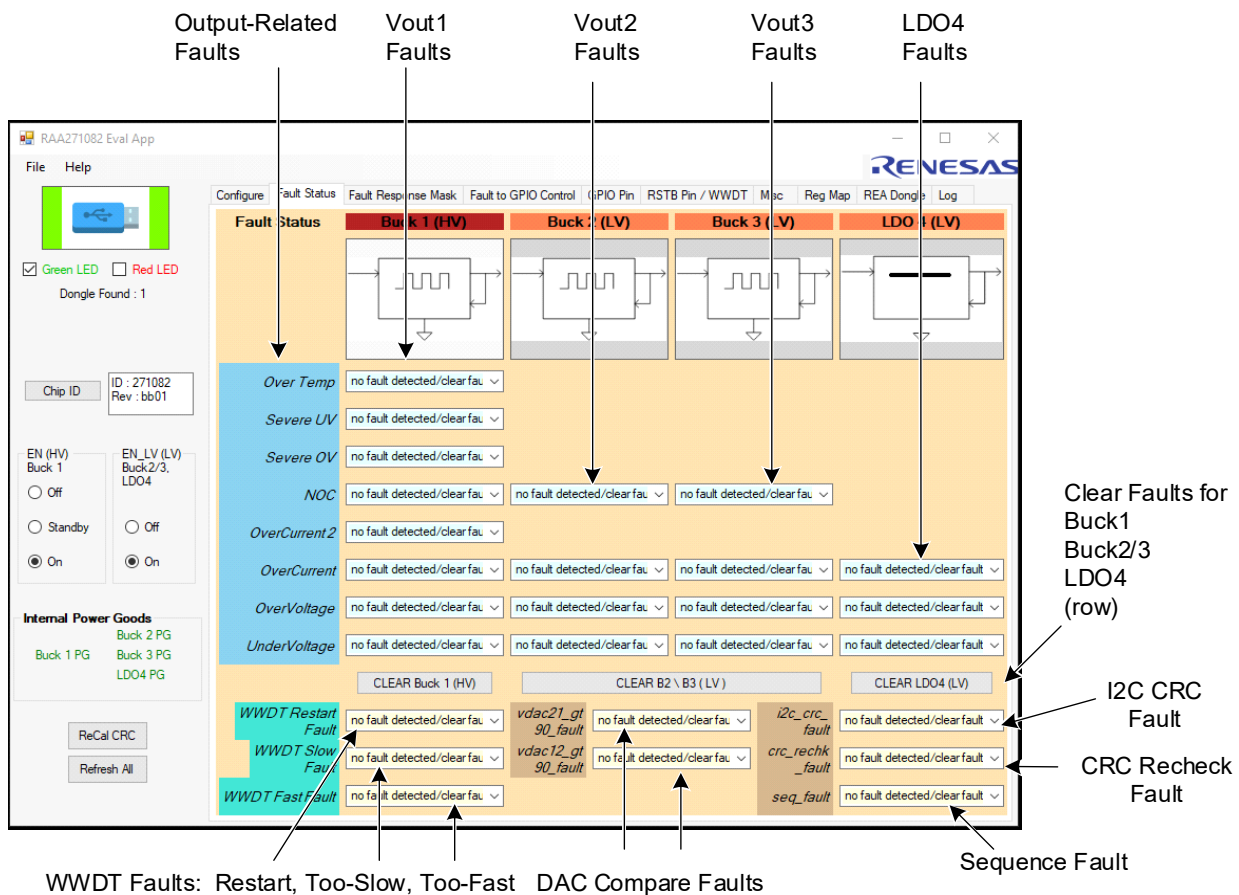 Output-Related
Faults
Vout1
Faults
Vout2
Faults
Vout3
Faults
LDO4
Faults
RAA271082 Eval App
File Help
RENESAS
Configure Fault Status Fault Response Mask Fault to GPIO Control GPIO Pin RSTB Pin / WWDT Misc Reg Map REA Dongle Log
Fault Status Buck 1 (HV) Buck 2 (LV) Buck 3 (LV) LDO 4 (LV)
Green LED Red LED
Dongle Found : 1
Chip ID
ID : 271082
Rev : bb01
EN (HV)
Buck 1
Off
Standby
On
EN_LV (LV)
Buck2/3,
LDO4
Off
On
Internal Power Goods
Buck 1 PG
Buck 2 PG
Buck 3 PG
LDO4 PG
ReCal CRC
Refresh All
Over Temp no fault detected/clear fau
Severe UV no fault detected/clear fau
Severe OV no fault detected/clear fau
NOC no fault detected/clear fau no fault detected/clear fau no fault detected/clear fau
OverCurrent2 no fault detected/clear fau
OverCurrent no fault detected/clear fau no fault detected/clear fau no fault detected/clear fau no fault detected/clear fault
OverVoltage no fault detected/clear fau no fault detected/clear fau no fault detected/clear fau no fault detected/clear fault
UnderVoltage no fault detected/clear fau no fault detected/clear fau no fault detected/clear fau no fault detected/clear fault
CLEAR Buck 1 (HV) CLEAR B2 \ B3 ( LV ) CLEAR LDO4 (LV)
WWDT Restart
Fault
no fault detected/clear fau
vdac21_gt
90_fault
no fault detected/clear fau
i2c_crc_
fault
no fault detected/clear fault
WWDT Slow
Fault
no fault detected/clear fau
vdac12_gt
90_fault
no fault detected/clear fau
crc_rechk
_fault
no fault detected/clear fault
WWDT Fast Fault no fault detected/clear fau
seq_fault no fault detected/clear fault
Clear Faults for
Buck1
Buck2/3
LDO4
(row)
I2C CRC
Fault
CRC Recheck
Fault
Sequence Fault
WWDT Faults: Restart, Too-Slow, Too-Fast
DAC Compare Faults